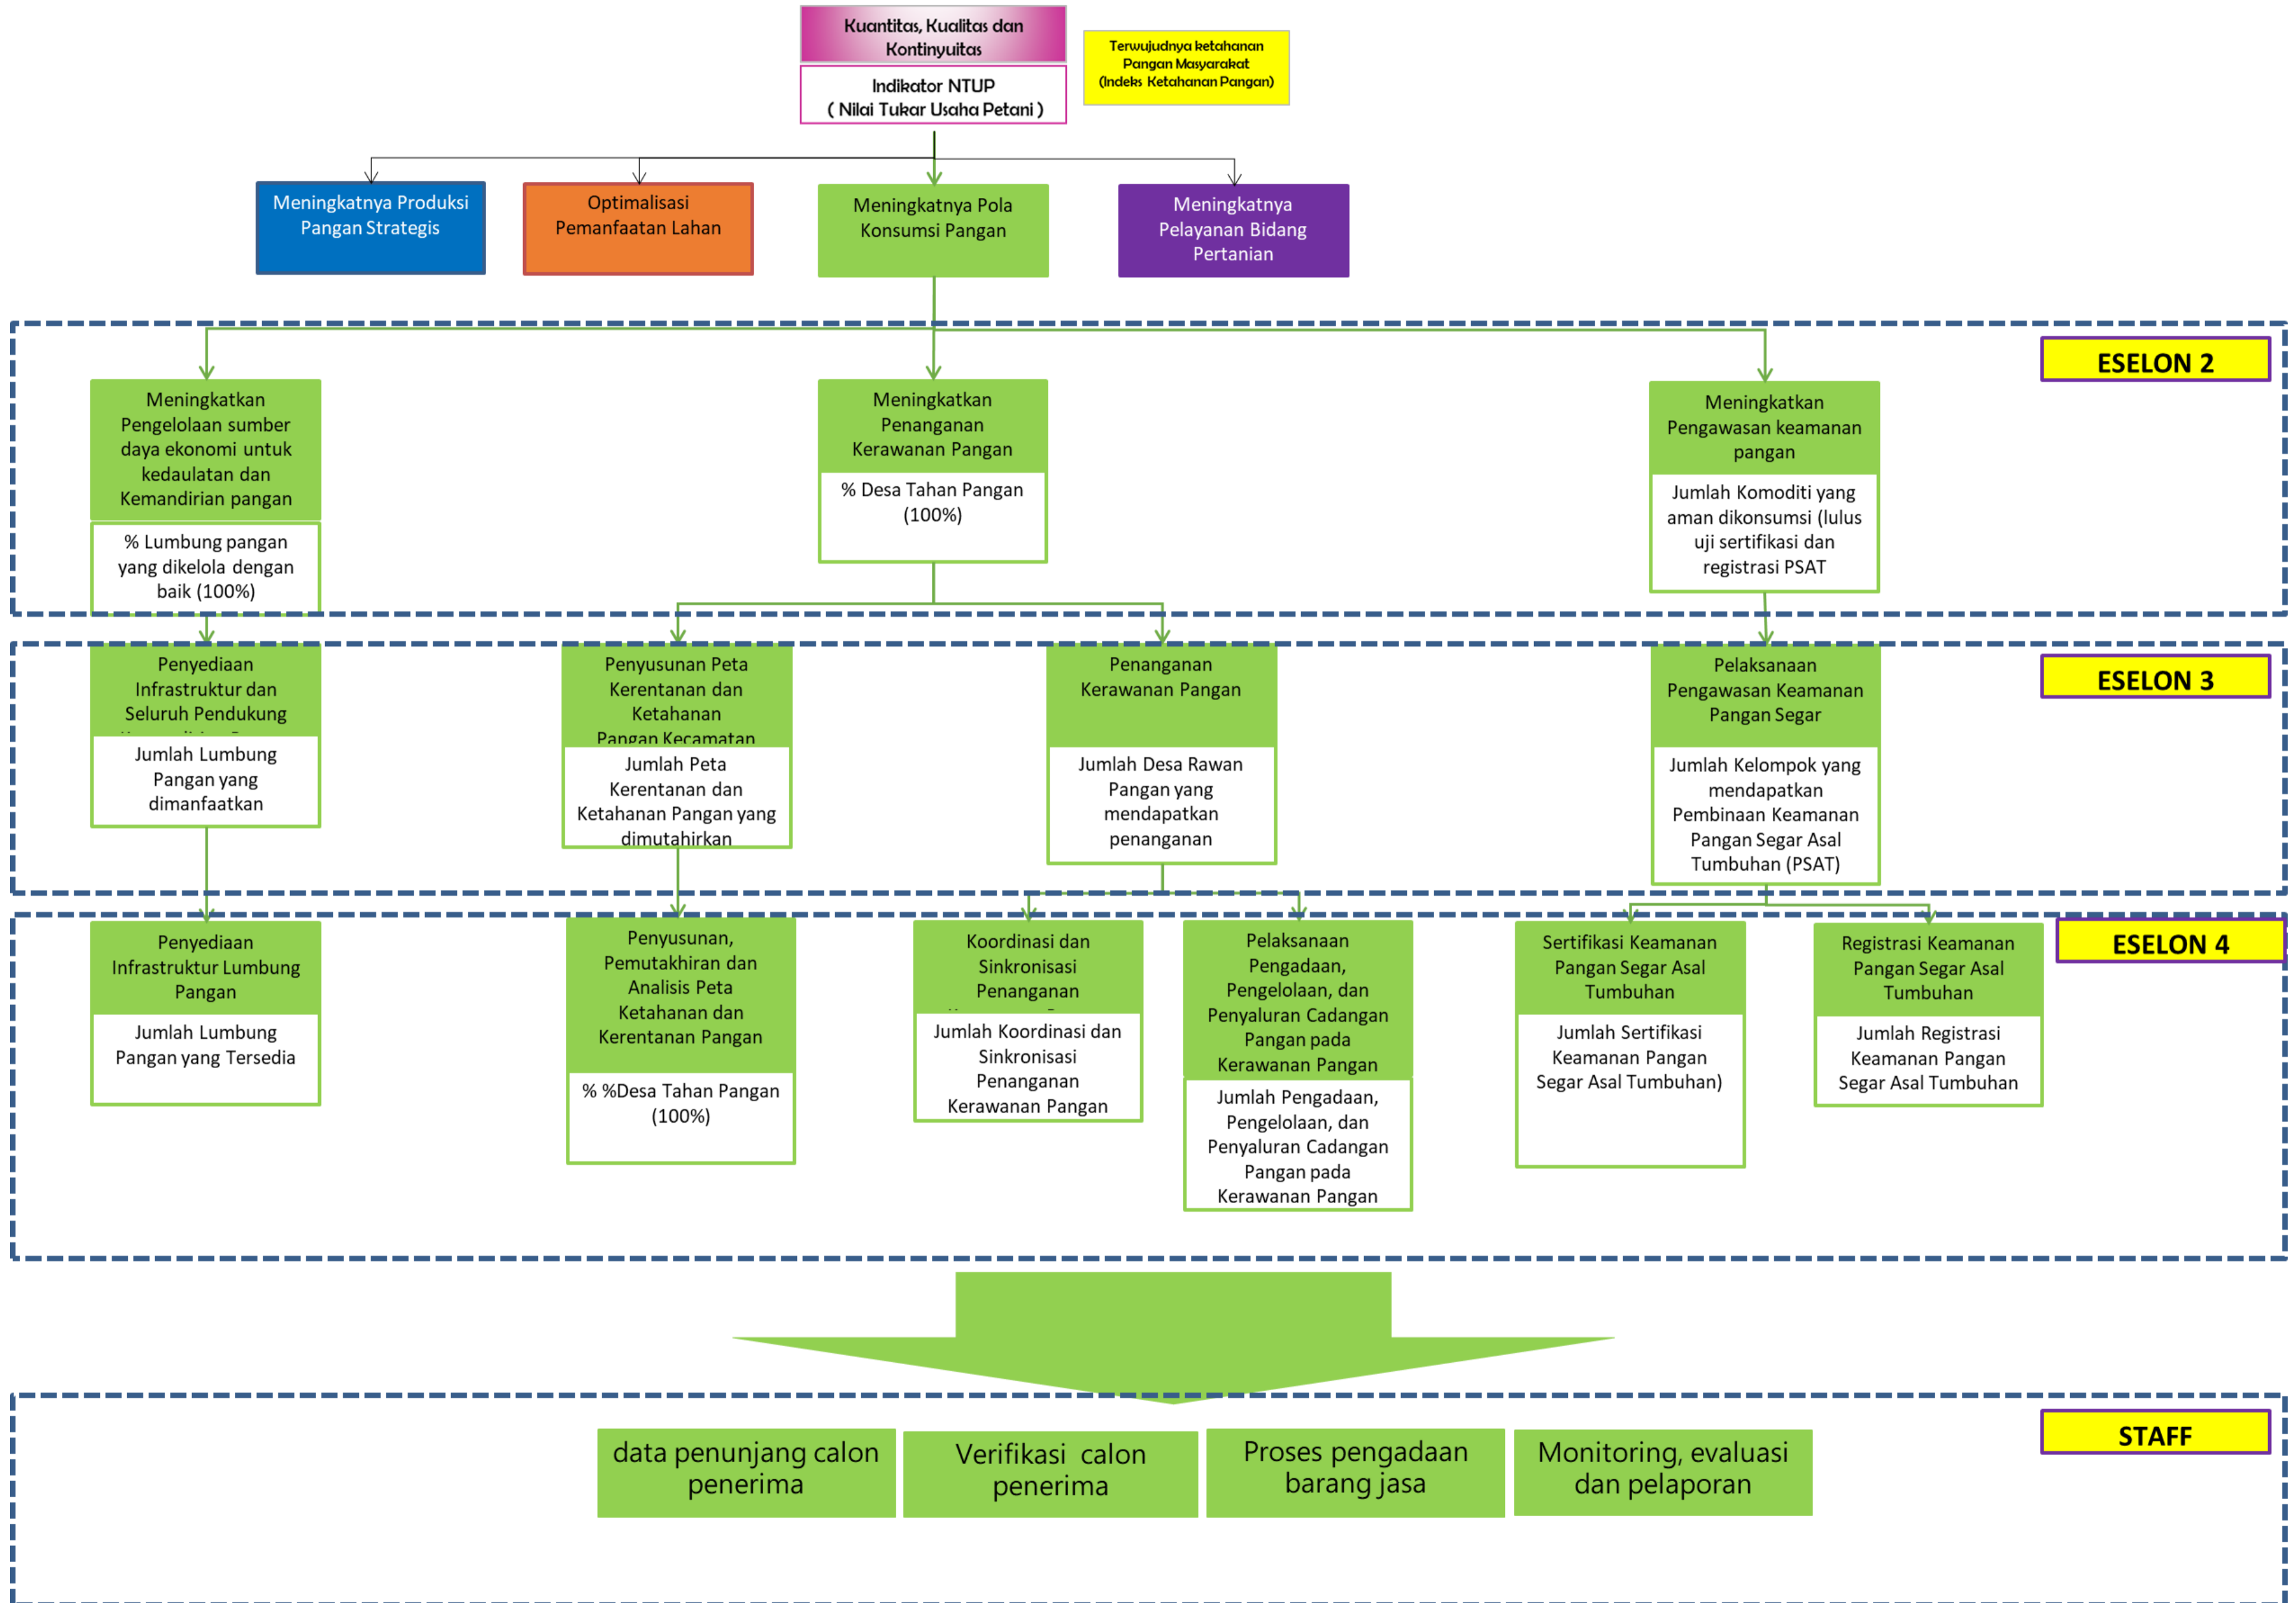 Kuantitas, Kualitas dan
Kontinyuitas
Indikator NTUP
( Nilai Tukar Usaha Petani )
Terwujudnya ketahanan
Pangan Masyarakat
(Indeks Ketahanan Pangan)
Meningkatnya Produksi
Pangan Strategis
Optimalisasi
Pemanfaatan Lahan
Meningkatnya Pola
Konsumsi Pangan
Meningkatnya
Pelayanan Bidang
Pertanian
ESELON 2
Meningkatkan
Pengelolaan sumber
daya ekonomi untuk
kedaulatan dan
Kemandirian pangan
% Lumbung pangan
yang dikelola dengan
baik (100%)
Meningkatkan
Penanganan
Kerawanan Pangan
% Desa Tahan Pangan
(100%)
Meningkatkan
Pengawasan keamanan
pangan
Jumlah Komoditi yang
aman dikonsumsi (lulus
uji sertifikasi dan
registrasi PSAT
ESELON 3
Penyediaan
Infrastruktur dan
Seluruh Pendukung
Jumlah Lumbung
Pangan yang
dimanfaatkan
Penyusunan Peta
Kerentanan dan
Ketahanan
Pangan Kecamatan
Jumlah Peta
Kerentanan dan
Ketahanan Pangan yang
dimutahirkan
Penanganan
Kerawanan Pangan
Jumlah Desa Rawan
Pangan yang
mendapatkan
penanganan
Pelaksanaan
Pengawasan Keamanan
Pangan Segar
Jumlah Kelompok yang
mendapatkan
Pembinaan Keamanan
Pangan Segar Asal
Tumbuhan (PSAT)
ESELON 4
Penyediaan
Infrastruktur Lumbung
Pangan
Jumlah Lumbung
Pangan yang Tersedia
Penyusunan,
Pemutakhiran dan
Analisis Peta
Ketahanan dan
Kerentanan Pangan
% %Desa Tahan Pangan
(100%)
Koordinasi dan
Sinkronisasi
Penanganan
Jumlah Koordinasi dan
Sinkronisasi
Penanganan
Kerawanan Pangan
Pelaksanaan
Pengadaan,
Pengelolaan, dan
Penyaluran Cadangan
Pangan pada
Kerawanan Pangan
Jumlah Pengadaan,
Pengelolaan, dan
Penyaluran Cadangan
Pangan pada
Kerawanan Pangan
Sertifikasi Keamanan
Pangan Segar Asal
Tumbuhan
Jumlah Sertifikasi
Keamanan Pangan
Segar Asal Tumbuhan)
Registrasi Keamanan
Pangan Segar Asal
Tumbuhan
Jumlah Registrasi
Keamanan Pangan
Segar Asal Tumbuhan
STAFF
data penunjang calon
penerima
Verifikasi calon
penerima
Proses pengadaan
barang jasa
Monitoring, evaluasi
dan pelaporan